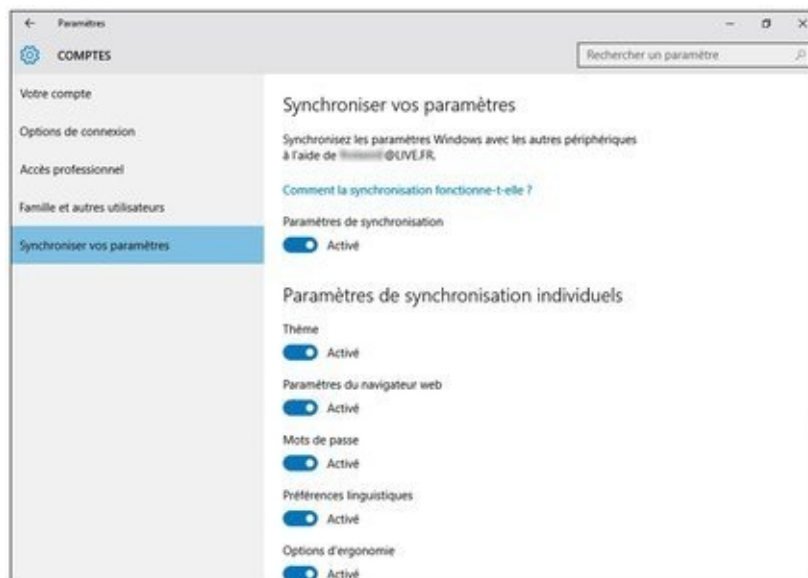 Paramètres
COMPTES
Rechercher un paramètre
Votre compte
Options de connexion
Accès professionnel
Famille et autres utilisateurs
Synchroniser vos paramètres
Synchroniser vos paramètres
Synchronisez les paramètres Windows avec les autres périphériques
à l'aide de @LIVE.FR.
Comment la synchronisation fonctionne-t-elle ?
Paramètres de synchronisation
Activé
Paramètres de synchronisation individuels
Thème
Activé
Paramètres du navigateur web
Activé
Mots de passe
Activé
Préférences linguistiques
Activé
Options d'ergonomie
Activé